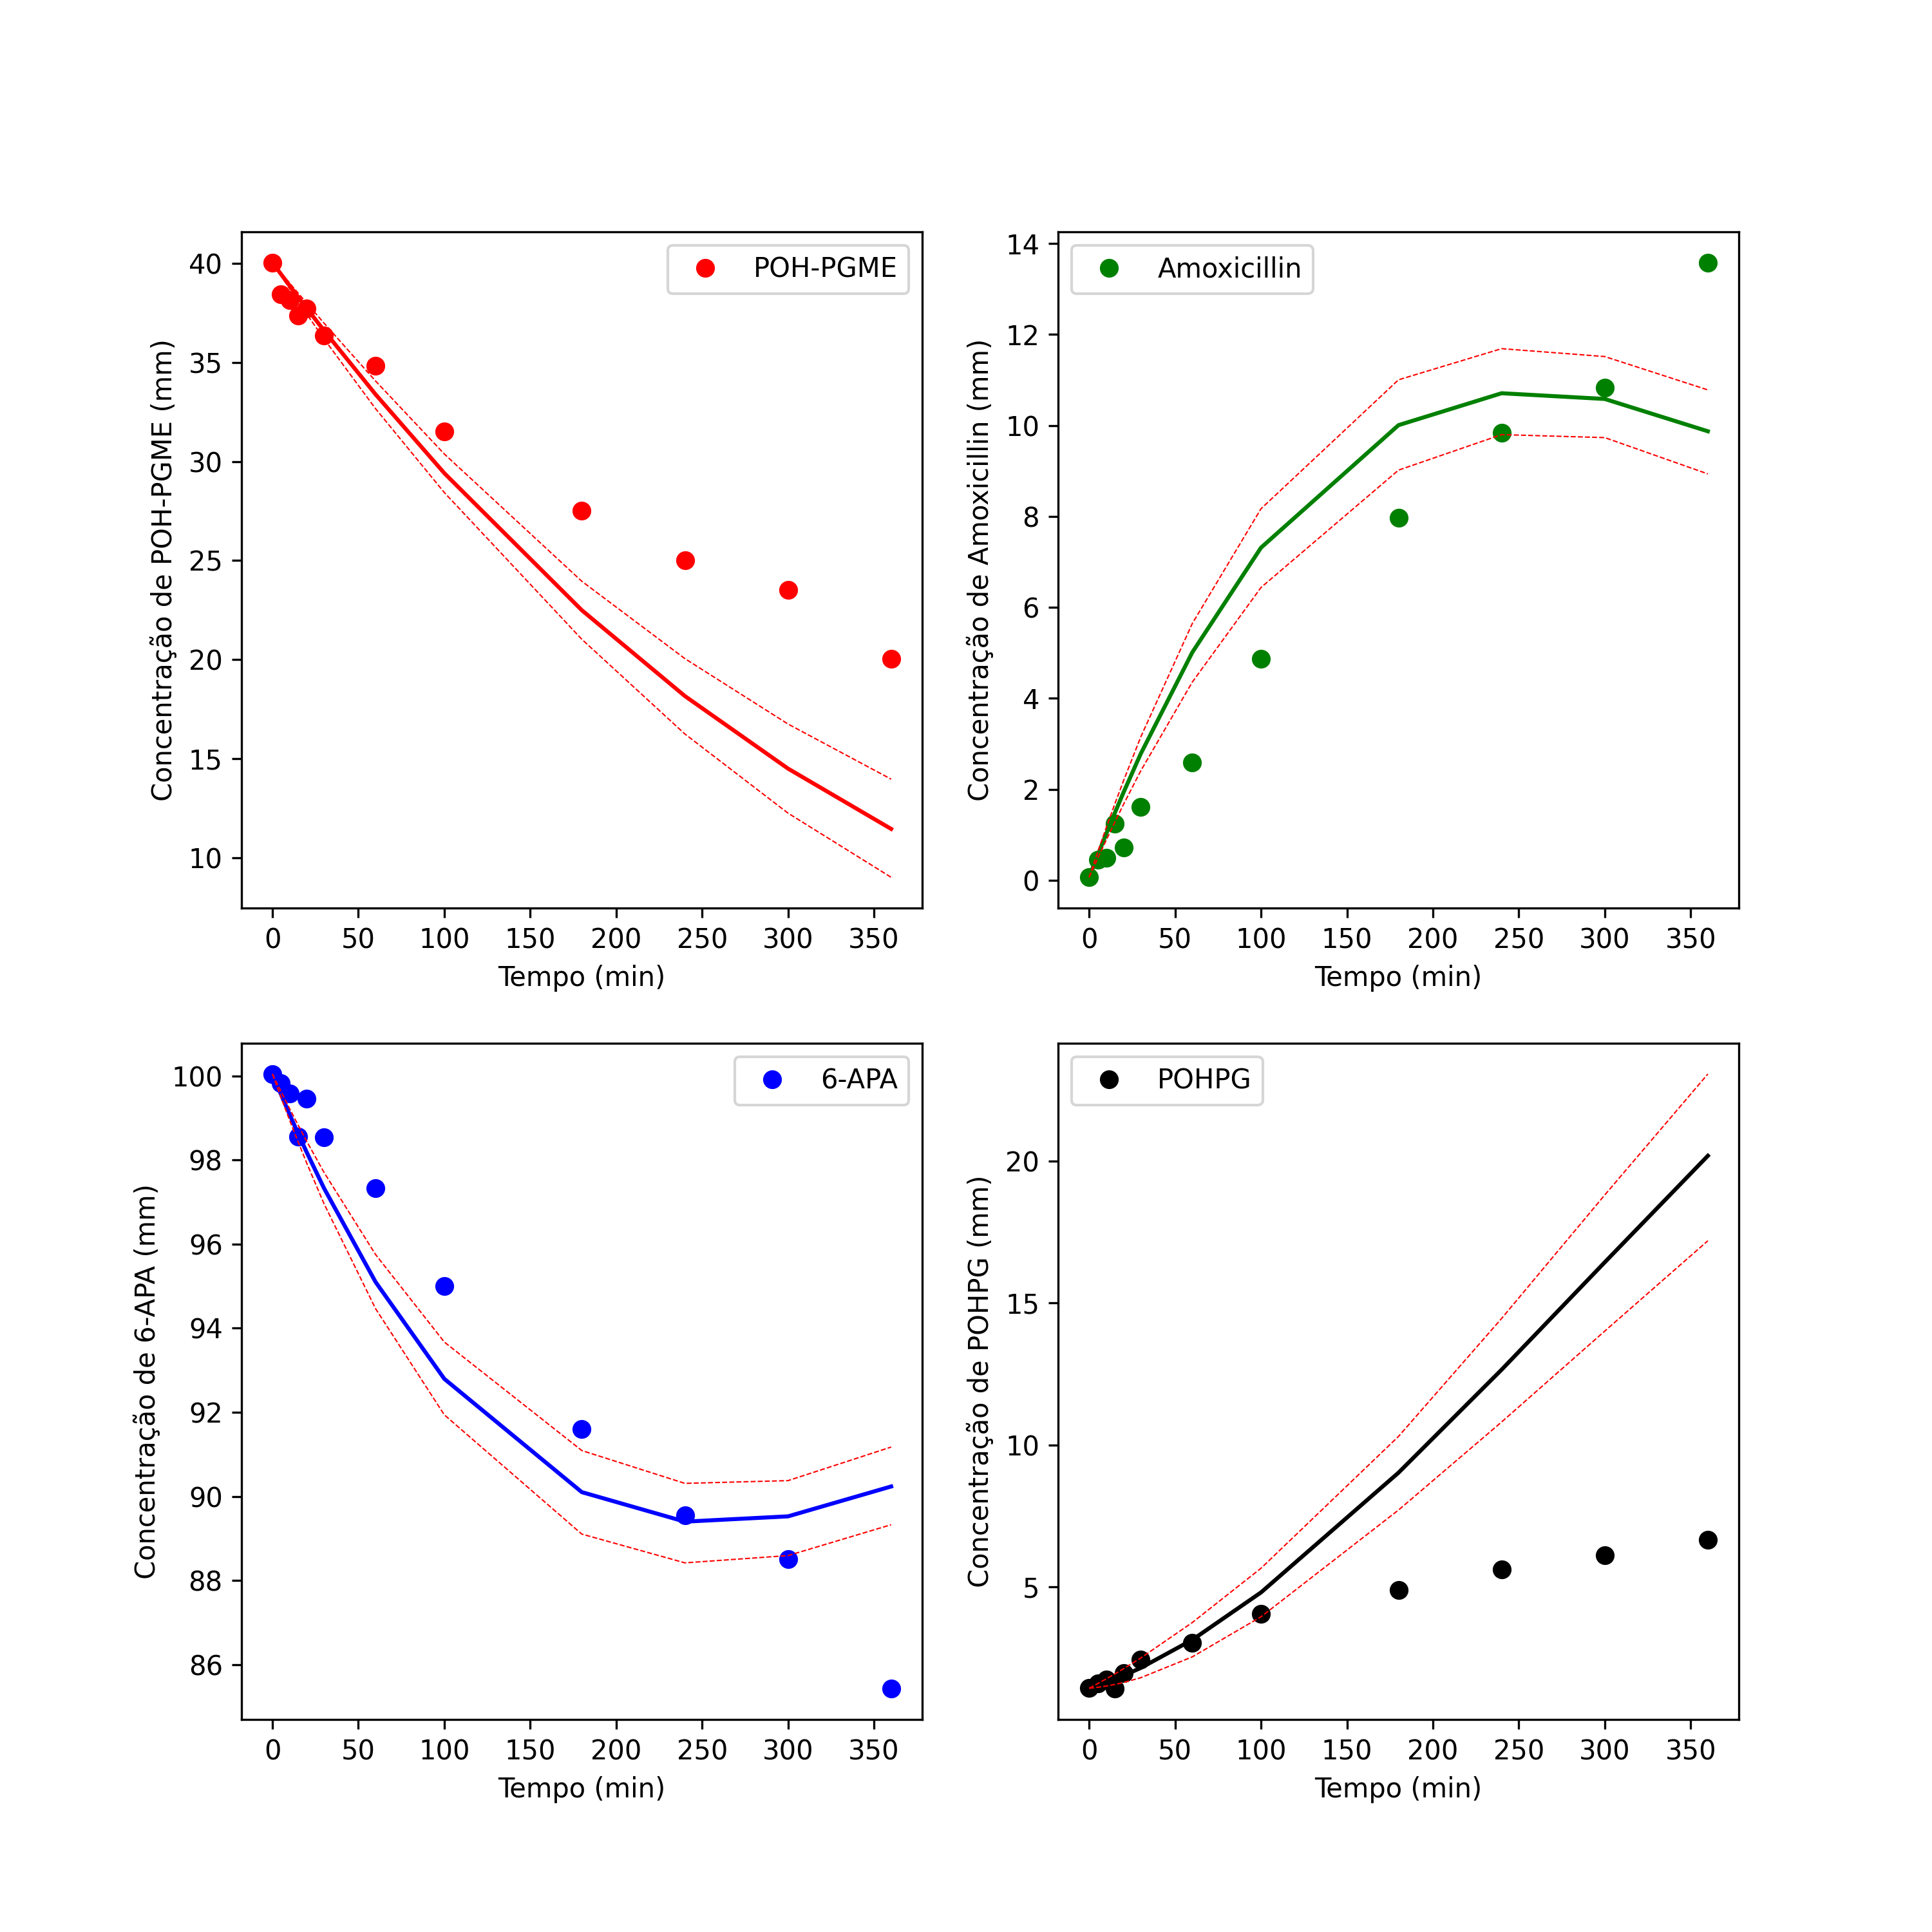 POH-PGME
40
35
30
25
20
15
10
Concentração de POH-PGME (mm)
0 50 100 150 200 250 300 350
Tempo (min)
Amoxicillin
14
12
10
8
6
4
2
0
Concentração de Amoxicillin (mm)
0 50 100 150 200 250 300 350
Tempo (min)
6-APA
100
98
96
94
92
90
88
86
Concentração de 6-APA (mm)
0 50 100 150 200 250 300 350
Tempo (min)
POHPG
20
15
10
5
Concentração de POHPG (mm)
0 50 100 150 200 250 300 350
Tempo (min)